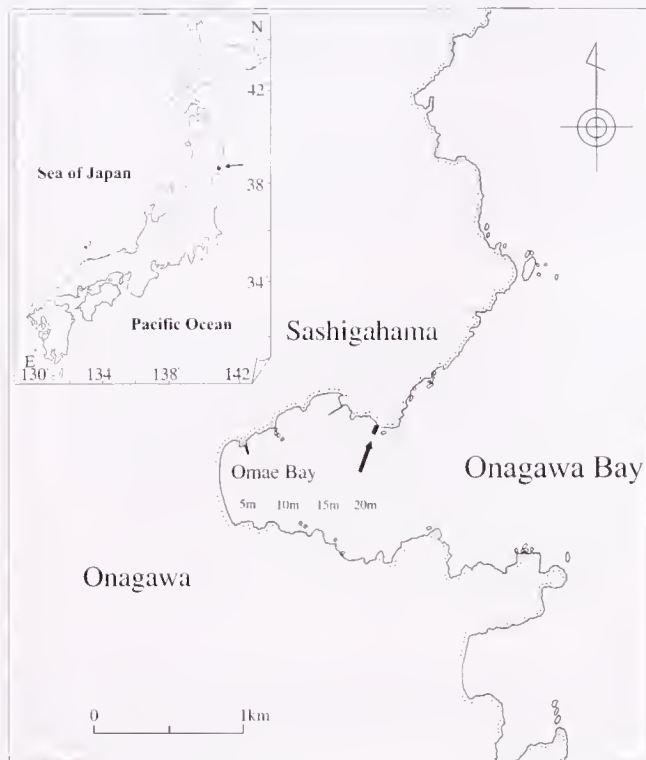 N
42
Sea of Japan
38
34
Pacific Ocean
E
130 134 138 142
Sashigahama
Omae Bay
Onagawa Bay
5m 10m 15m 20m
Onagawa
0 1km